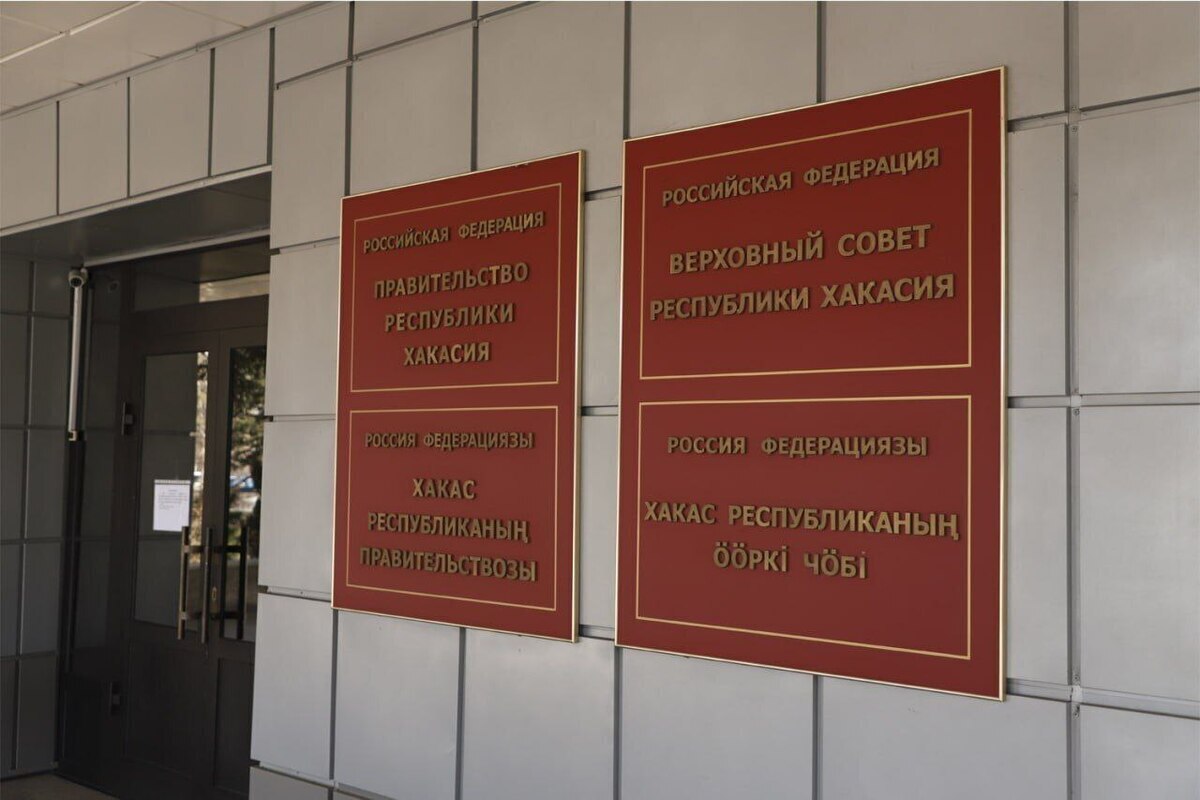 РОССИЙСКАЯ ФЕДЕРАЦИЯ
ПРАВИТЕЛЬСТВО
РЕСПУБЛИКИ
ХАКАСИЯ
РОССИЯ ФЕДЕРАЦИЯЗЫ
ХАКАС
РЕСПУБЛИКАНЫҢ
ПРАВИТЕЛЬСТВОЗЫ
РОССИЙСКАЯ ФЕДЕРАЦИЯ
ВЕРХОВНЫЙ СОВЕТ
РЕСПУБЛИКИ ХАКАСИЯ
РОССИЯ ФЕДЕРАЦИЯЗЫ
ХАКАС РЕСПУБЛИКАНЫҢ
ӦӦРКІ ЧӦБІ